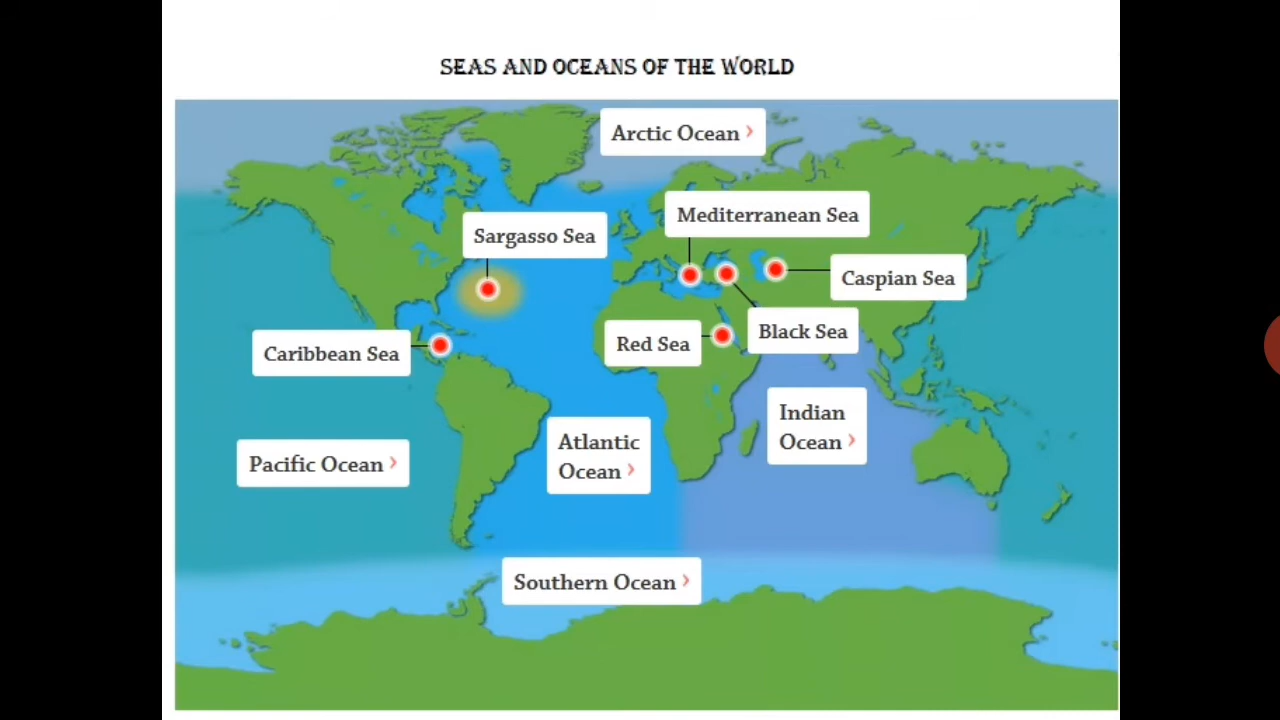 SEAS AND OCEANS OF THE WORLD
Arctic Ocean ›
Mediterranean Sea
Sargasso Sea
Caspian Sea
Black Sea
Red Sea
Caribbean Sea
Indian
Ocean ›
Atlantic
Ocean ›
Pacific Ocean ›
Southern Ocean ›